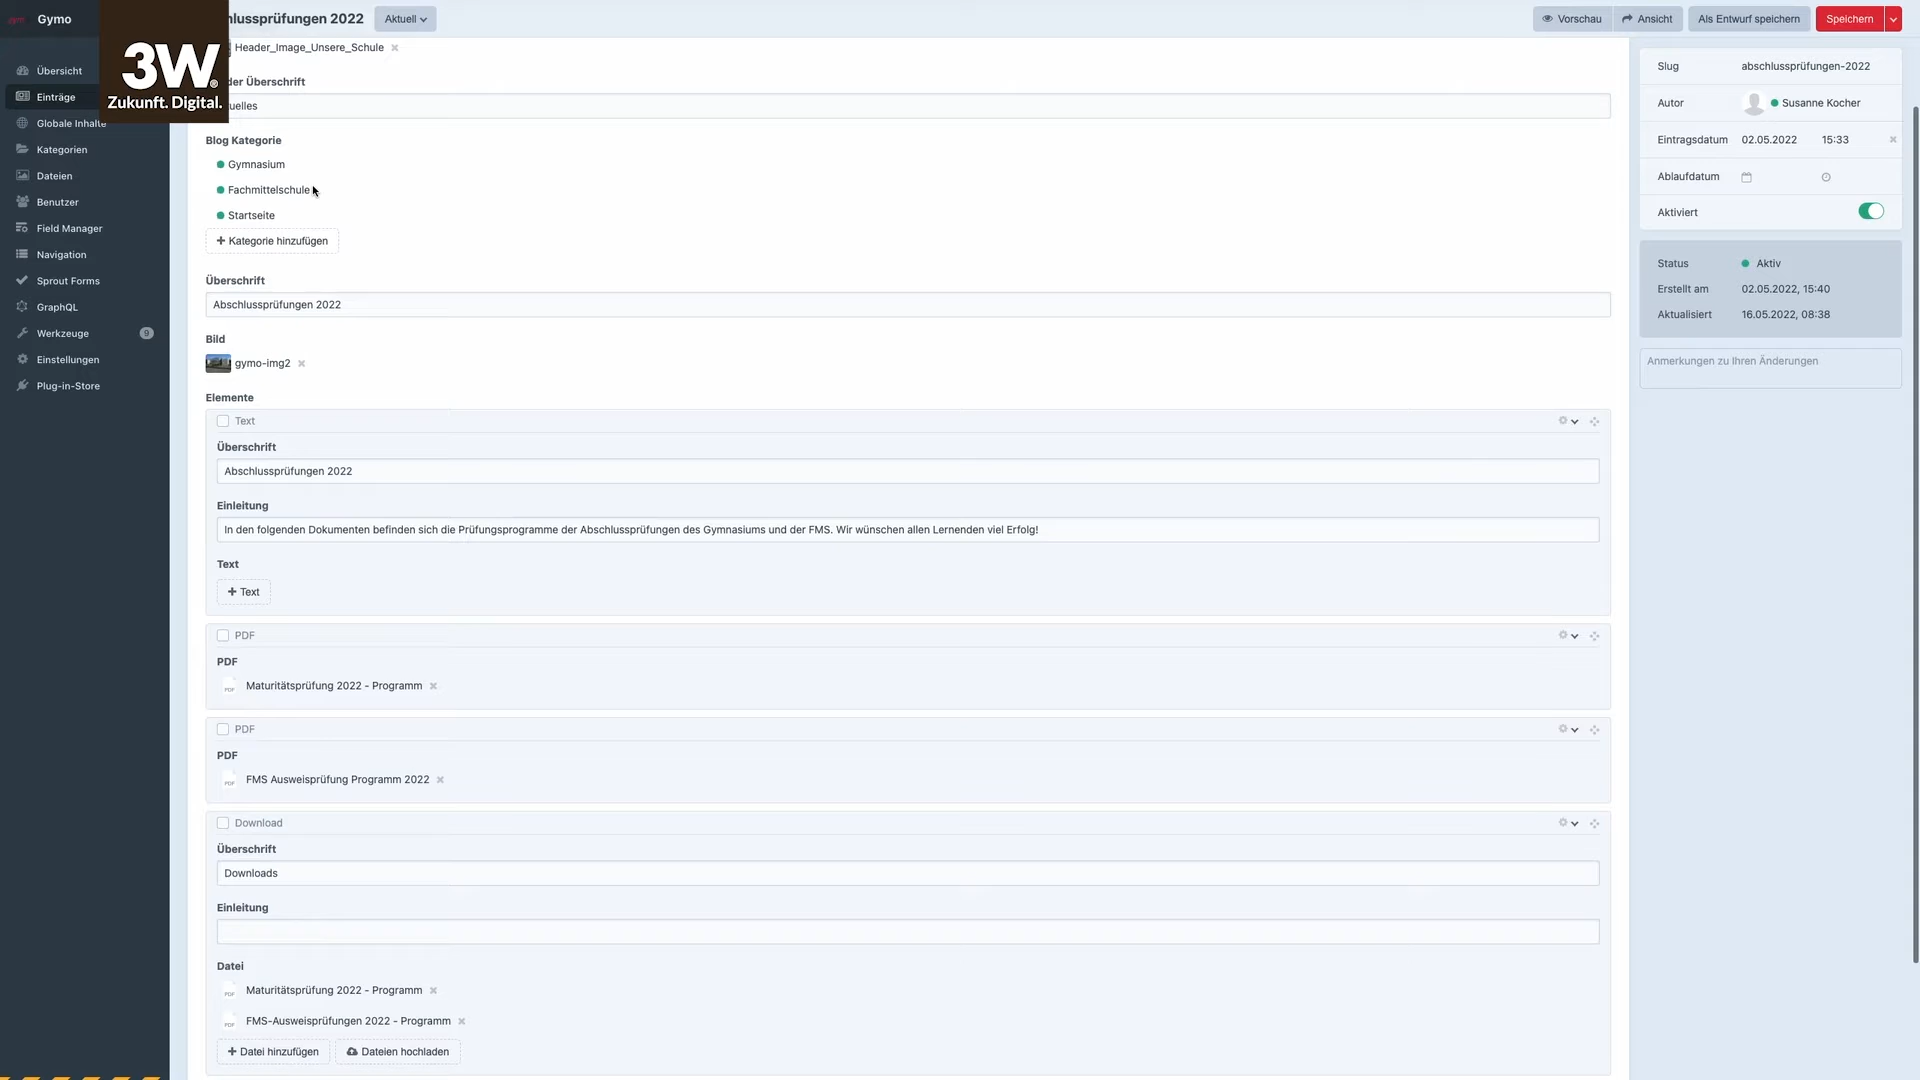 Gymo
lussprüfungen 2022
Aktuell
Vorschau
Ansicht
Als Entwurf speichern
Speichern
3W®
Zukunft. Digital.
Übersicht
Einträge
Globale Inhalte
Kategorien
Dateien
Benutzer
Field Manager
Navigation
Sprout Forms
GraphQL
Werkzeuge 9
Einstellungen
Plug-in-Store
Header_Image_Unsere_Schule
der Überschrift
uelles
Blog Kategorie
Gymnasium
Fachmittelschule
Startseite
+ Kategorie hinzufügen
Überschrift
Abschlussprüfungen 2022
Bild
gymo-img2
Elemente
Text
Überschrift
Abschlussprüfungen 2022
Einleitung
In den folgenden Dokumenten befinden sich die Prüfungsprogramme der Abschlussprüfungen des Gymnasiums und der FMS. Wir wünschen allen Lernenden viel Erfolg!
Text
+ Text
PDF
PDF
PDF Maturitätsprüfung 2022 - Programm
PDF
PDF
PDF FMS Ausweisprüfung Programm 2022
Download
Überschrift
Downloads
Einleitung
Datei
PDF Maturitätsprüfung 2022 - Programm
PDF FMS-Ausweisprüfungen 2022 - Programm
+ Datei hinzufügen
Dateien hochladen
Slug abschlussprüfungen-2022
Autor Susanne Kocher
Eintragsdatum 02.05.2022 15:33
Ablaufdatum
Aktiviert
Status Aktiv
Erstellt am 02.05.2022, 15:40
Aktualisiert 16.05.2022, 08:38
Anmerkungen zu Ihren Änderungen